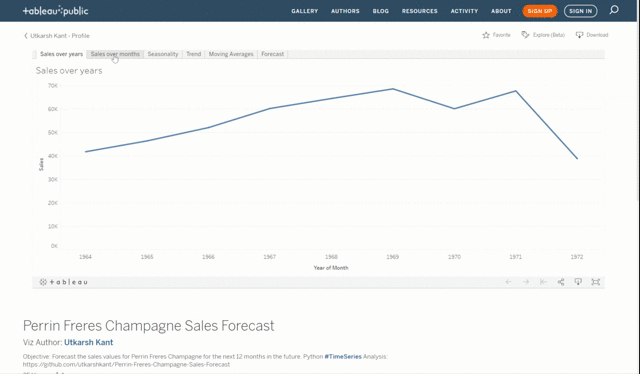 +ableau+public
GALLERY AUTHORS BLOG RESOURCES ACTIVITY ABOUT SIGN UP SIGN IN
Utkarsh Kant - Profile
Favorite Explore (Beta) Download
Sales over years Sales over months Seasonality Trend Moving Averages Forecast
Sales over years
70K
60K
50K
40K
30K
20K
10K
0K
Sales
1964 1965 1966 1967 1968 1969 1970 1971 1972
Year of Month
+ableau
Perrin Freres Champagne Sales Forecast
Viz Author: Utkarsh Kant
Objective: Forecast the sales values for Perrin Freres Champagne for the next 12 months in the future. Python #TimeSeries Analysis:
https://github.com/utkarshkant/Perrin-Freres-Champagne-Sales-Forecast